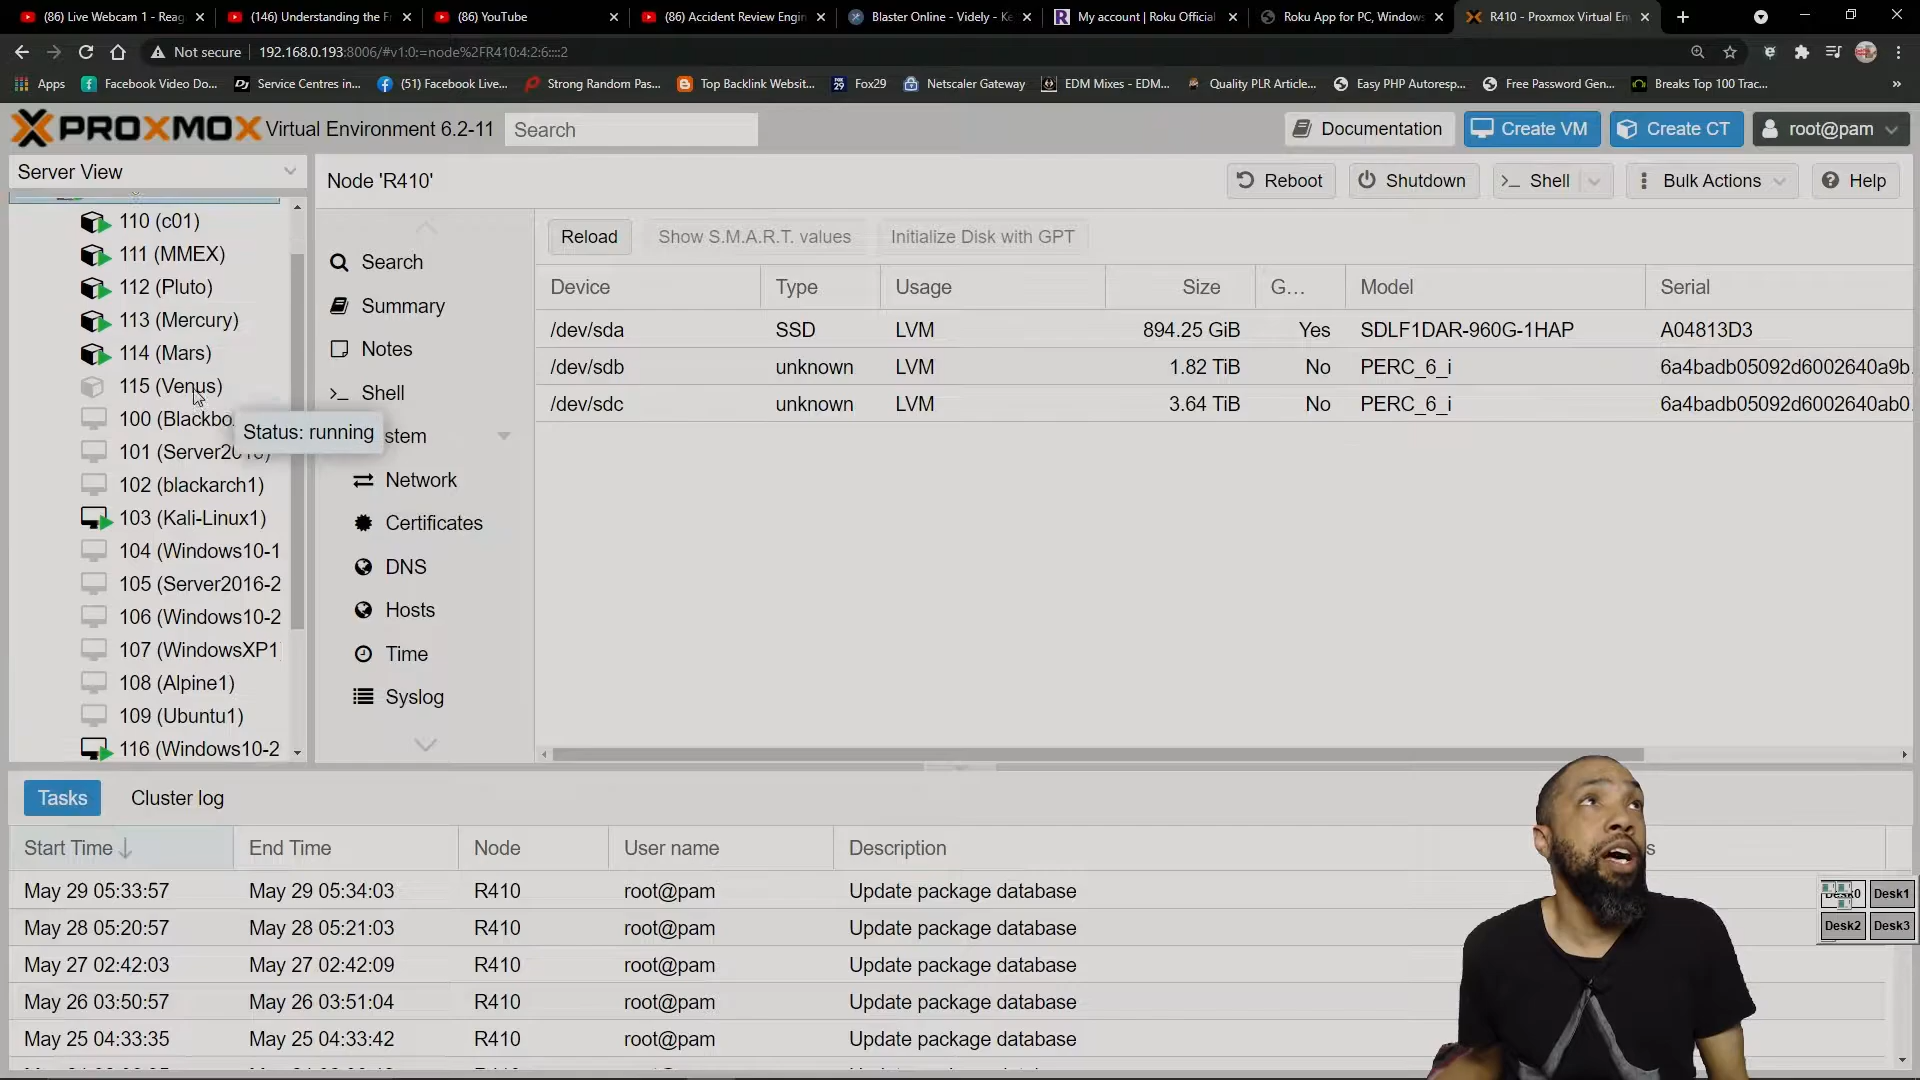 (86) Live Webcam 1 - Reag
(146) Understanding the F
(86) YouTube
(86) Accident Review Engin
Blaster Online - Videly - Ke
My account | Roku Official
Roku App for PC, Windows
R410 - Proxmox Virtual En
Not secure 192.168.0.193:8006/#v1:0:=node%2FR410:4:2:6::::2
Apps
Facebook Video Do...
Service Centres in...
(51) Facebook Live...
Strong Random Pas...
Top Backlink Websit...
Fox29
Netscaler Gateway
EDM Mixes - EDM...
Quality PLR Article...
Easy PHP Autoresp...
Free Password Gen...
Breaks Top 100 Trac...
»
PROXMOX Virtual Environment 6.2-11
Search
Documentation
Create VM
Create CT
root@pam
Server View
Node 'R410'
Reboot
Shutdown
Shell
Bulk Actions
Help
110 (c01)
111 (MMEX)
112 (Pluto)
113 (Mercury)
114 (Mars)
115 (Venus)
100 (Blackbo
Status: running
101 (Server2016)
102 (blackarch1)
103 (Kali-Linux1)
104 (Windows10-1
105 (Server2016-2
106 (Windows10-2
107 (WindowsXP1
108 (Alpine1)
109 (Ubuntu1)
116 (Windows10-2
Search
Summary
Notes
Shell
stem
Network
Certificates
DNS
Hosts
Time
Syslog
Reload
Show S.M.A.R.T. values
Initialize Disk with GPT
Device Type Usage Size G... Model Serial
/dev/sda SSD LVM 894.25 GiB Yes SDLF1DAR-960G-1HAP A04813D3
/dev/sdb unknown LVM 1.82 TiB No PERC_6_i 6a4badb05092d6002640a9b
/dev/sdc unknown LVM 3.64 TiB No PERC_6_i 6a4badb05092d6002640ab0
Tasks
Cluster log
Start Time End Time Node User name Description s
May 29 05:33:57 May 29 05:34:03 R410 root@pam Update package database
May 28 05:20:57 May 28 05:21:03 R410 root@pam Update package database
May 27 02:42:03 May 27 02:42:09 R410 root@pam Update package database
May 26 03:50:57 May 26 03:51:04 R410 root@pam Update package database
May 25 04:33:35 May 25 04:33:42 R410 root@pam Update package database
Desk0 Desk1
Desk2 Desk3